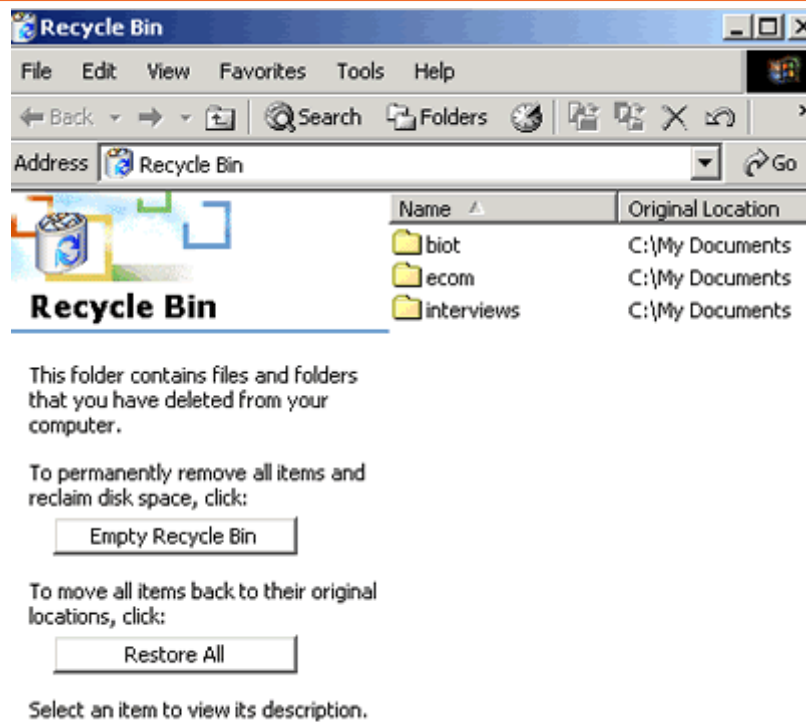 Recycle Bin
File Edit View Favorites Tools Help
Back Search Folders
Address Recycle Bin Go
Name Original Location
biot C:\My Documents
ecom C:\My Documents
interviews C:\My Documents
Recycle Bin
This folder contains files and folders
that you have deleted from your
computer.
To permanently remove all items and
reclaim disk space, click:
Empty Recycle Bin
To move all items back to their original
locations, click:
Restore All
Select an item to view its description.